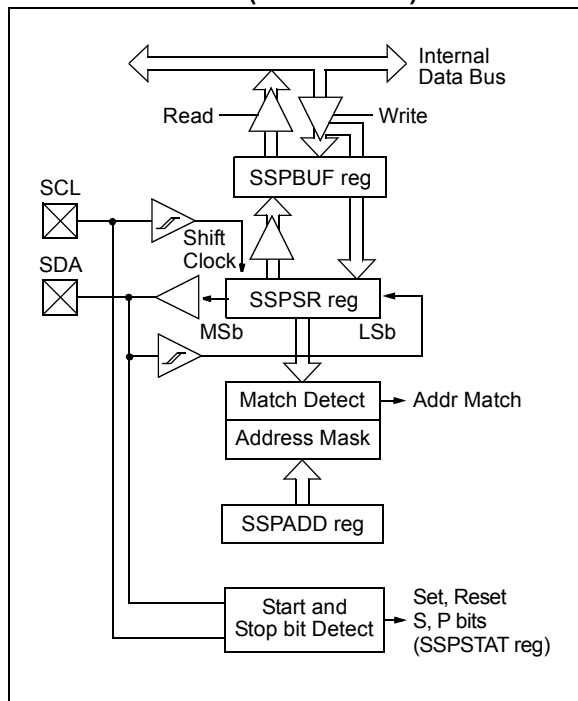 Internal
Data Bus
Read
Write
SSPBUF reg
SCL
Shift
Clock
SDA
SSPSR reg
MSb
LSb
Match Detect
Addr Match
Address Mask
SSPADD reg
Start and
Stop bit Detect
Set, Reset
S, P bits
(SSPSTAT reg)